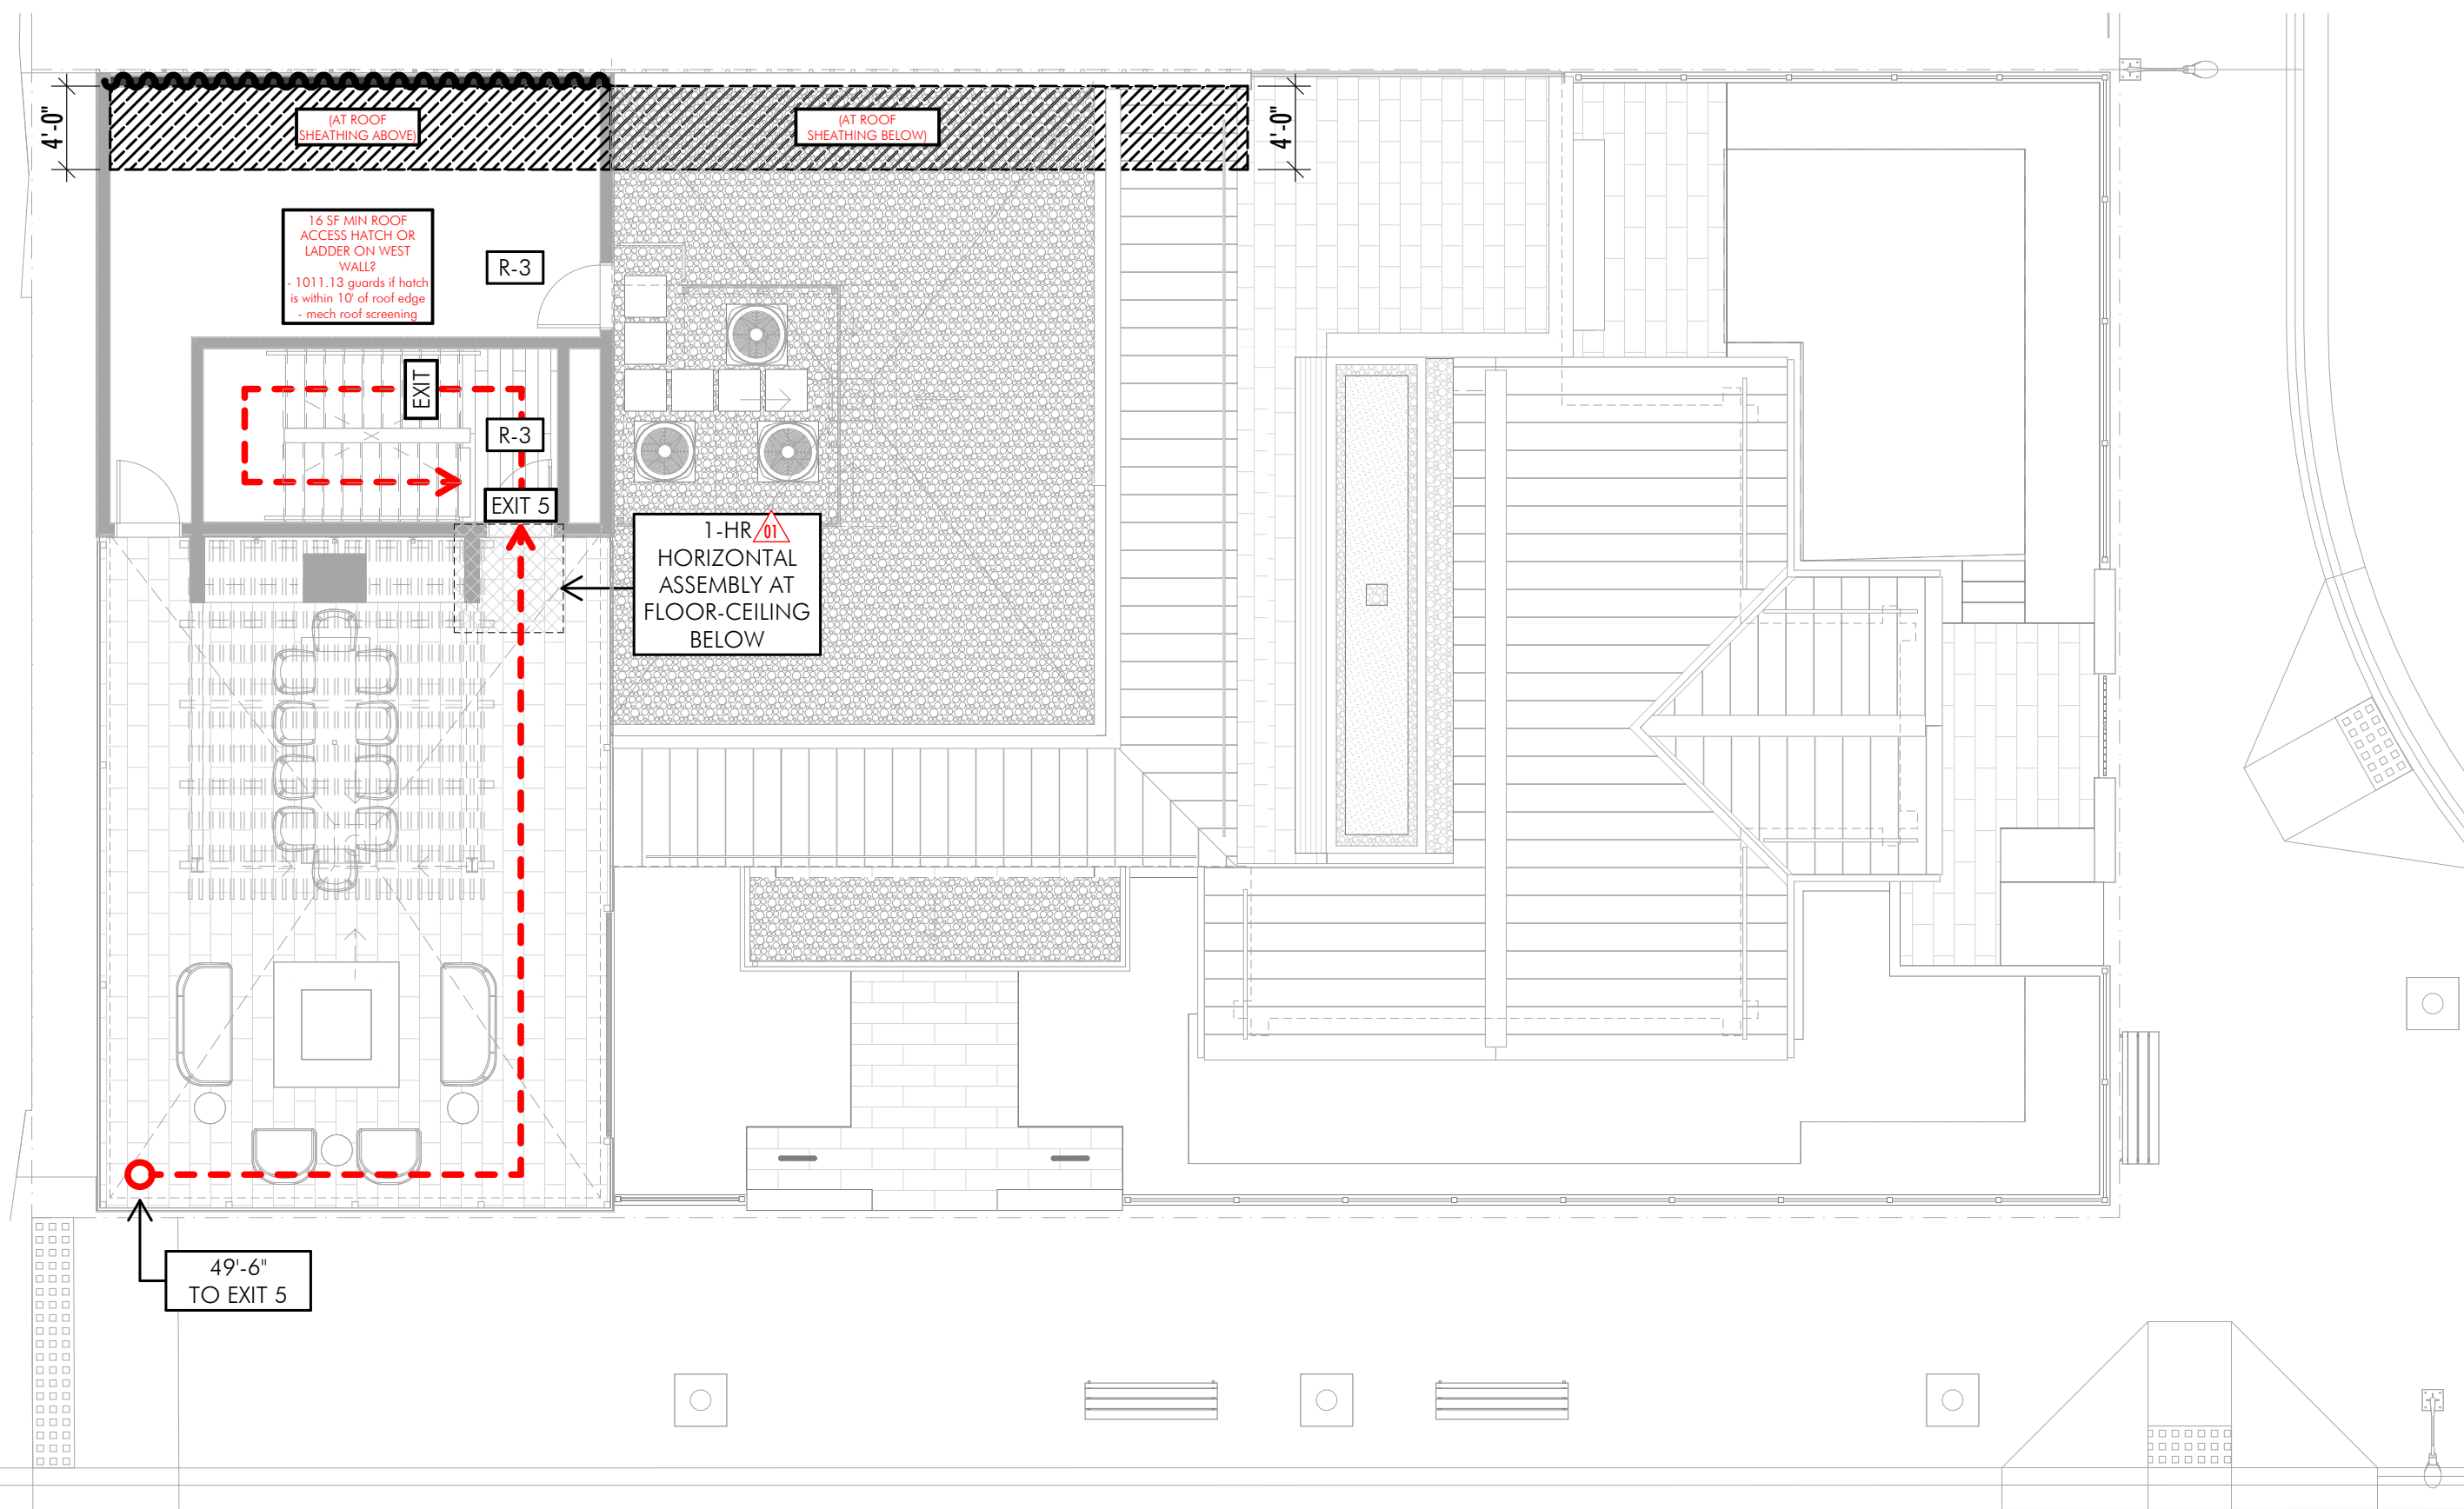 4'-0"
(AT ROOF
SHEATHING ABOVE)
(AT ROOF
SHEATHING BELOW)
4'-0"
16 SF MIN ROOF
ACCESS HATCH OR
LADDER ON WEST
WALL?
- 1011.13 guards if hatch
is within 10' of roof edge
- mech roof screening
R-3
EXIT
R-3
EXIT 5
1-HR 01
HORIZONTAL
ASSEMBLY AT
FLOOR-CEILING
BELOW
49'-6"
TO EXIT 5